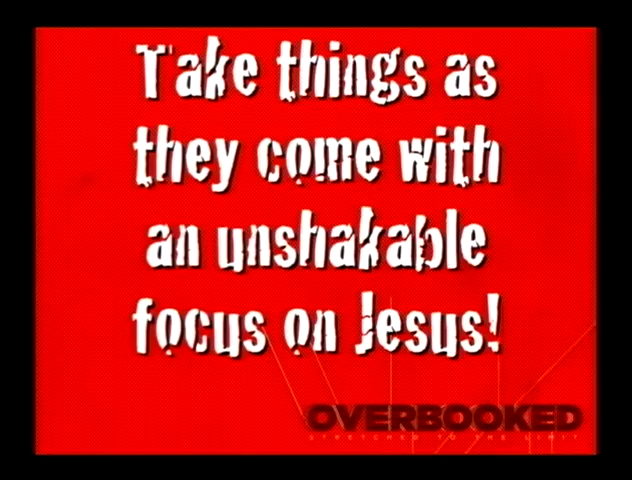 Take things as
they come with
an unshakable
focus on Jesus!
OVERBOOKED
STRETCHED TO THE LIMIT